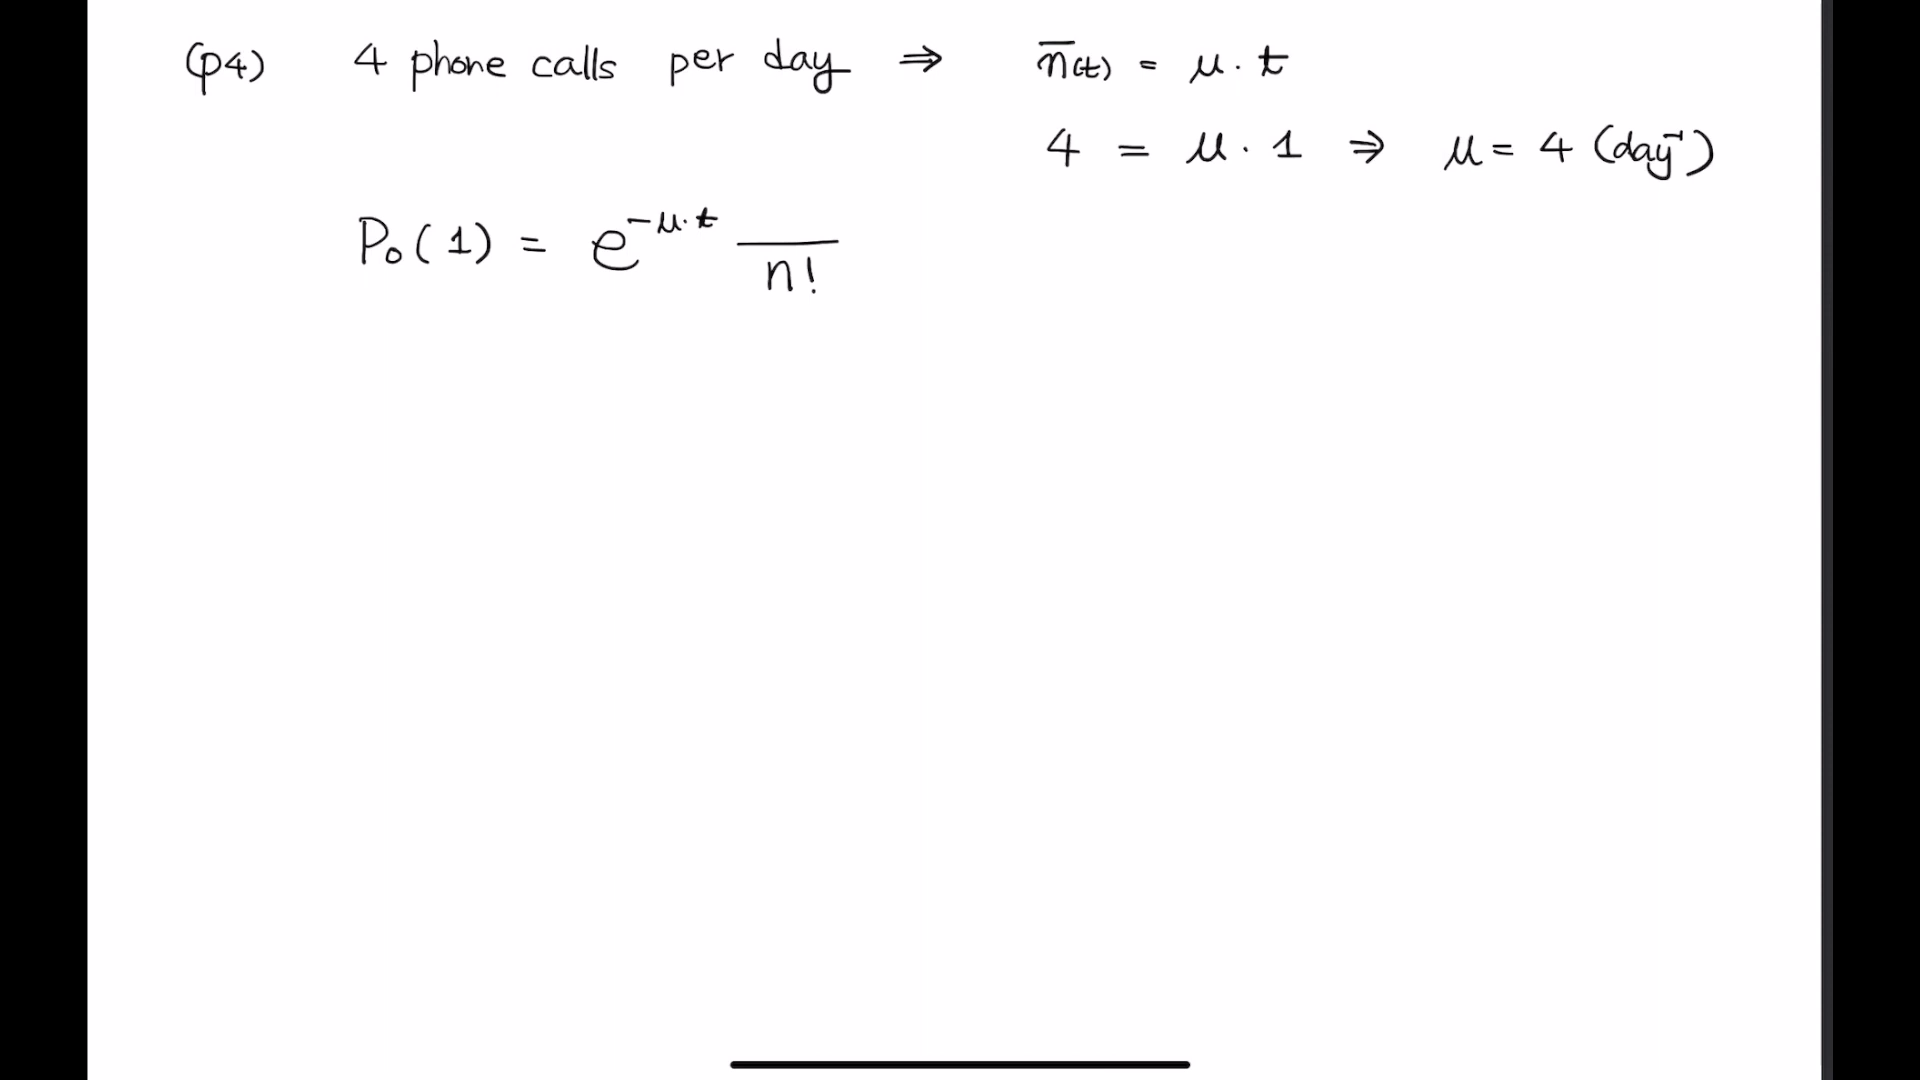 (p4) 4 phone calls per day ⇒ n̅(t) = μ · t
4 = μ · 1 ⇒ μ = 4 (day⁻¹)
P₀(1) = e^(-μ·t) ——/n!